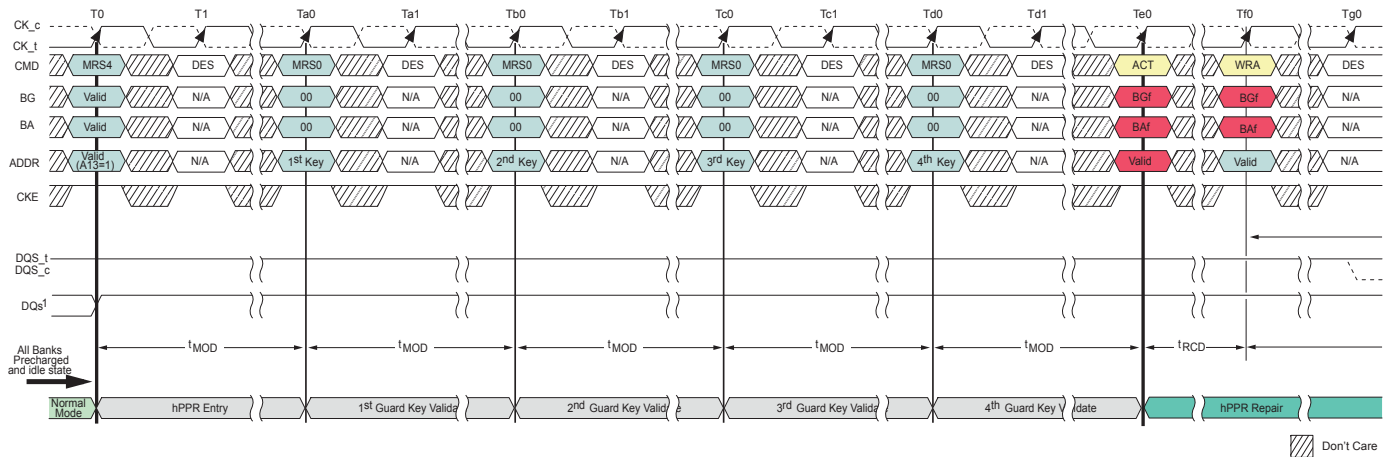 T0 T1 Ta0 Ta1 Tb0 Tb1 Tc0 Tc1 Td0 Td1 Te0 Tf0 Tg0
CK_c
CK_t
CMD MRS4 DES MRS0 DES MRS0 DES MRS0 DES MRS0 DES ACT WRA DES
BG Valid N/A 00 N/A 00 N/A 00 N/A 00 N/A BGf BGf N/A
BA Valid N/A 00 N/A 00 N/A 00 N/A 00 N/A BAf BAf N/A
ADDR Valid (A13=1) N/A 1st Key N/A 2nd Key N/A 3rd Key N/A 4th Key N/A Valid Valid N/A
CKE
DQS_t
DQS_c
DQs1
tMOD tMOD tMOD tMOD tMOD tRCD
All Banks
Precharged
and idle state
Normal Mode hPPR Entry 1st Guard Key Valida 2nd Guard Key Valid e 3rd Guard Key Validate 4th Guard Key V idate hPPR Repair
Don't Care